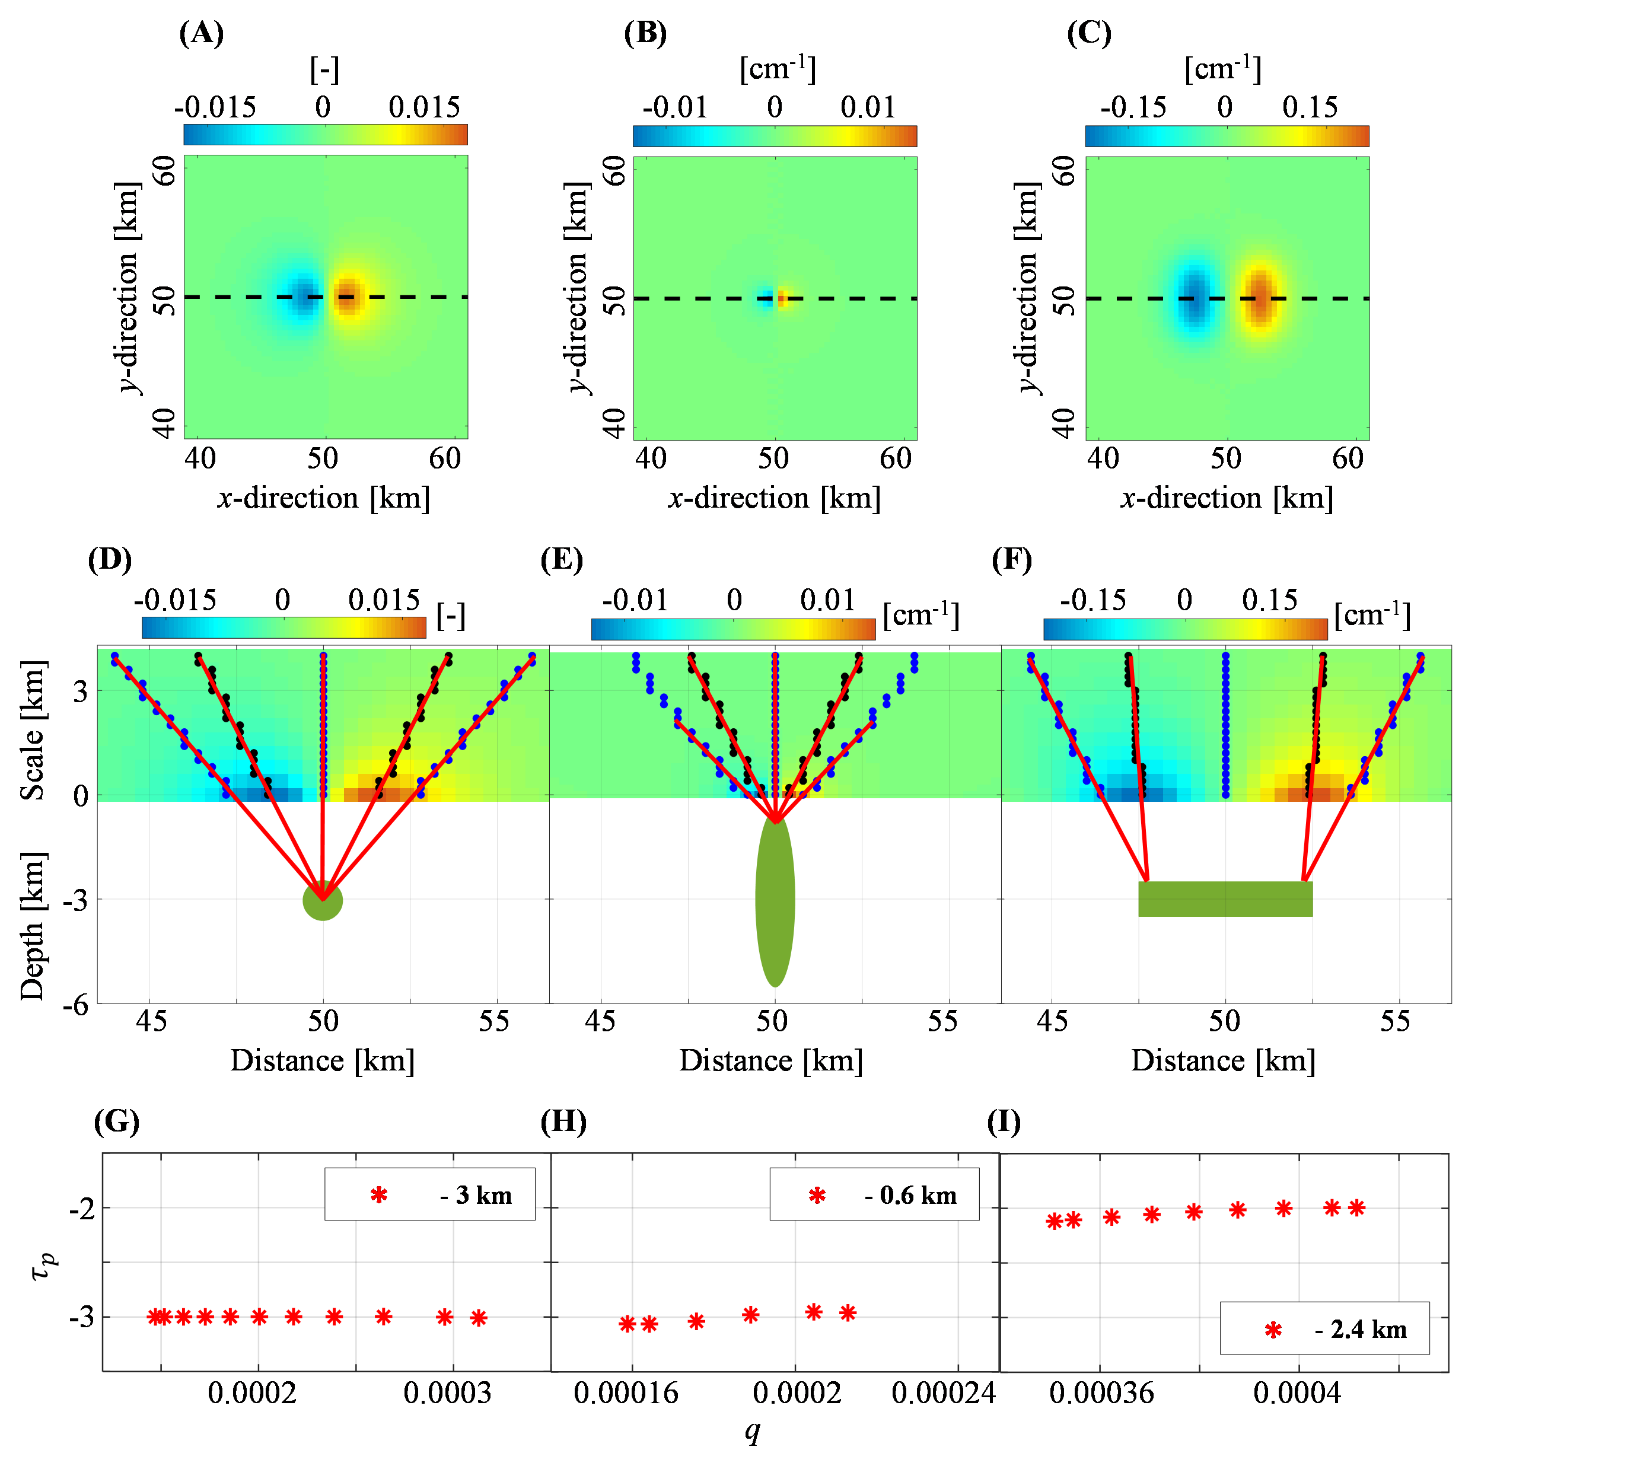 (A) (B) (C)
[-] [cm-1] [cm-1]
-0.015 0 0.015 -0.01 0 0.01 -0.15 0 0.15
y-direction [km] 60 50 40 y-direction [km] 60 50 40 y-direction [km] 60 50 40
40 50 60 40 50 60 40 50 60
x-direction [km] x-direction [km] x-direction [km]
(D) (E) (F)
-0.015 0 0.015 [-] -0.01 0 0.01 [cm-1] -0.15 0 0.15 [cm-1]
Scale [km] 3
0
Depth [km] -3
-6
45 50 55 45 50 55 45 50 55
Distance [km] Distance [km] Distance [km]
(G) (H) (I)
- 3 km - 0.6 km
-2
τp
-3
- 2.4 km
0.0002 0.0003 0.00016 0.0002 0.00024 0.00036 0.0004
q